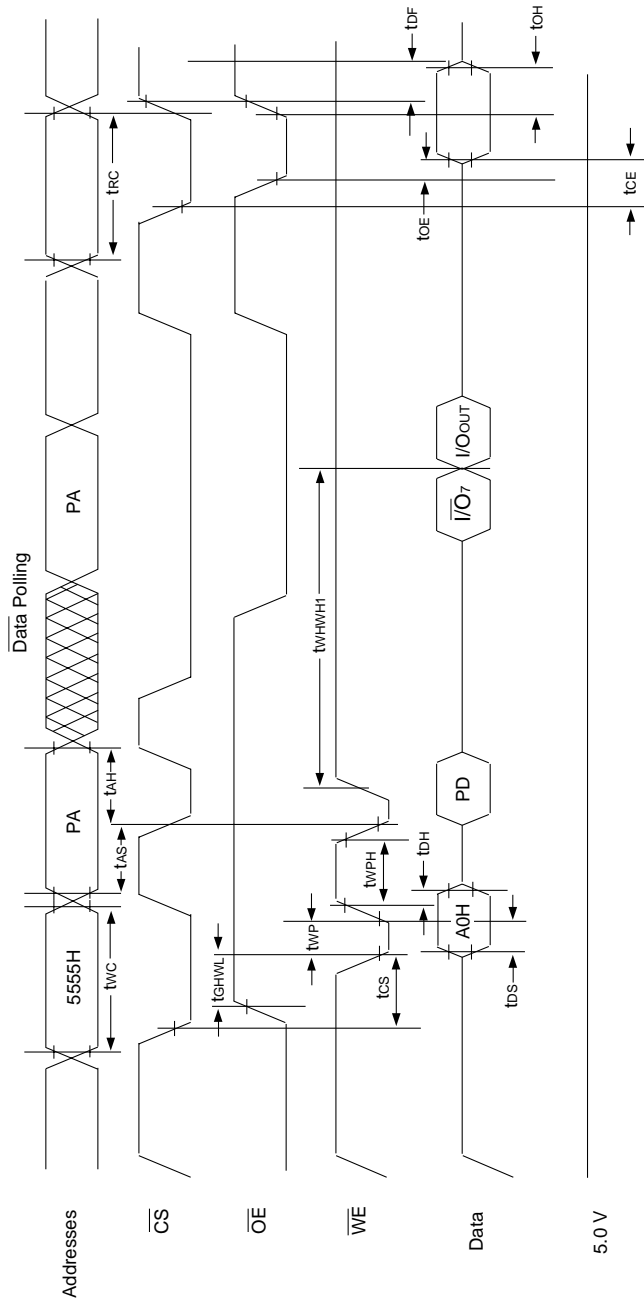 Data Polling
Addresses
5555H
PA
PA
tWC
tAS
tAH
tRC
CS
OE
tGHWL
WE
tCS
tWP
tWPH
tDH
tWHWH1
Data
A0H
PD
I/O7
I/OOUT
tDS
tOE
tDF
tCE
tOH
5.0 V